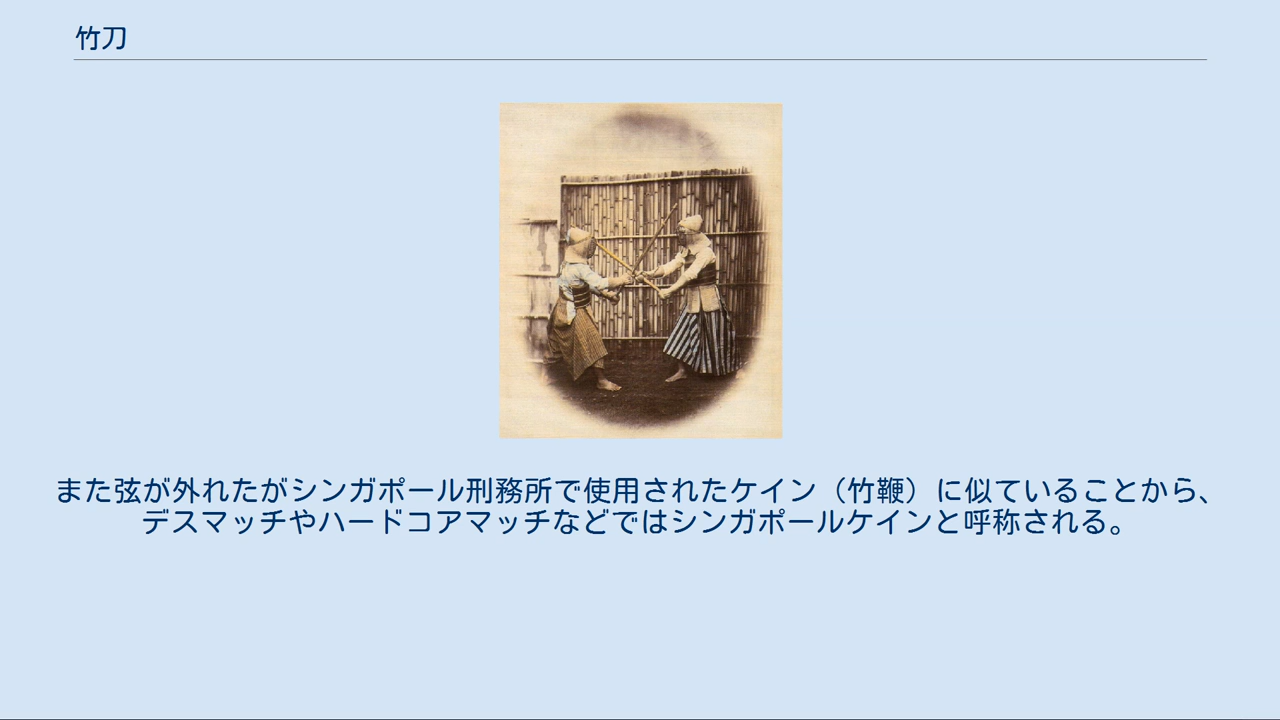 竹刀
また弦が外れたがシンガポール刑務所で使用されたケイン（竹鞭）に似ていることから、
デスマッチやハードコアマッチなどではシンガポールケインと呼称される。